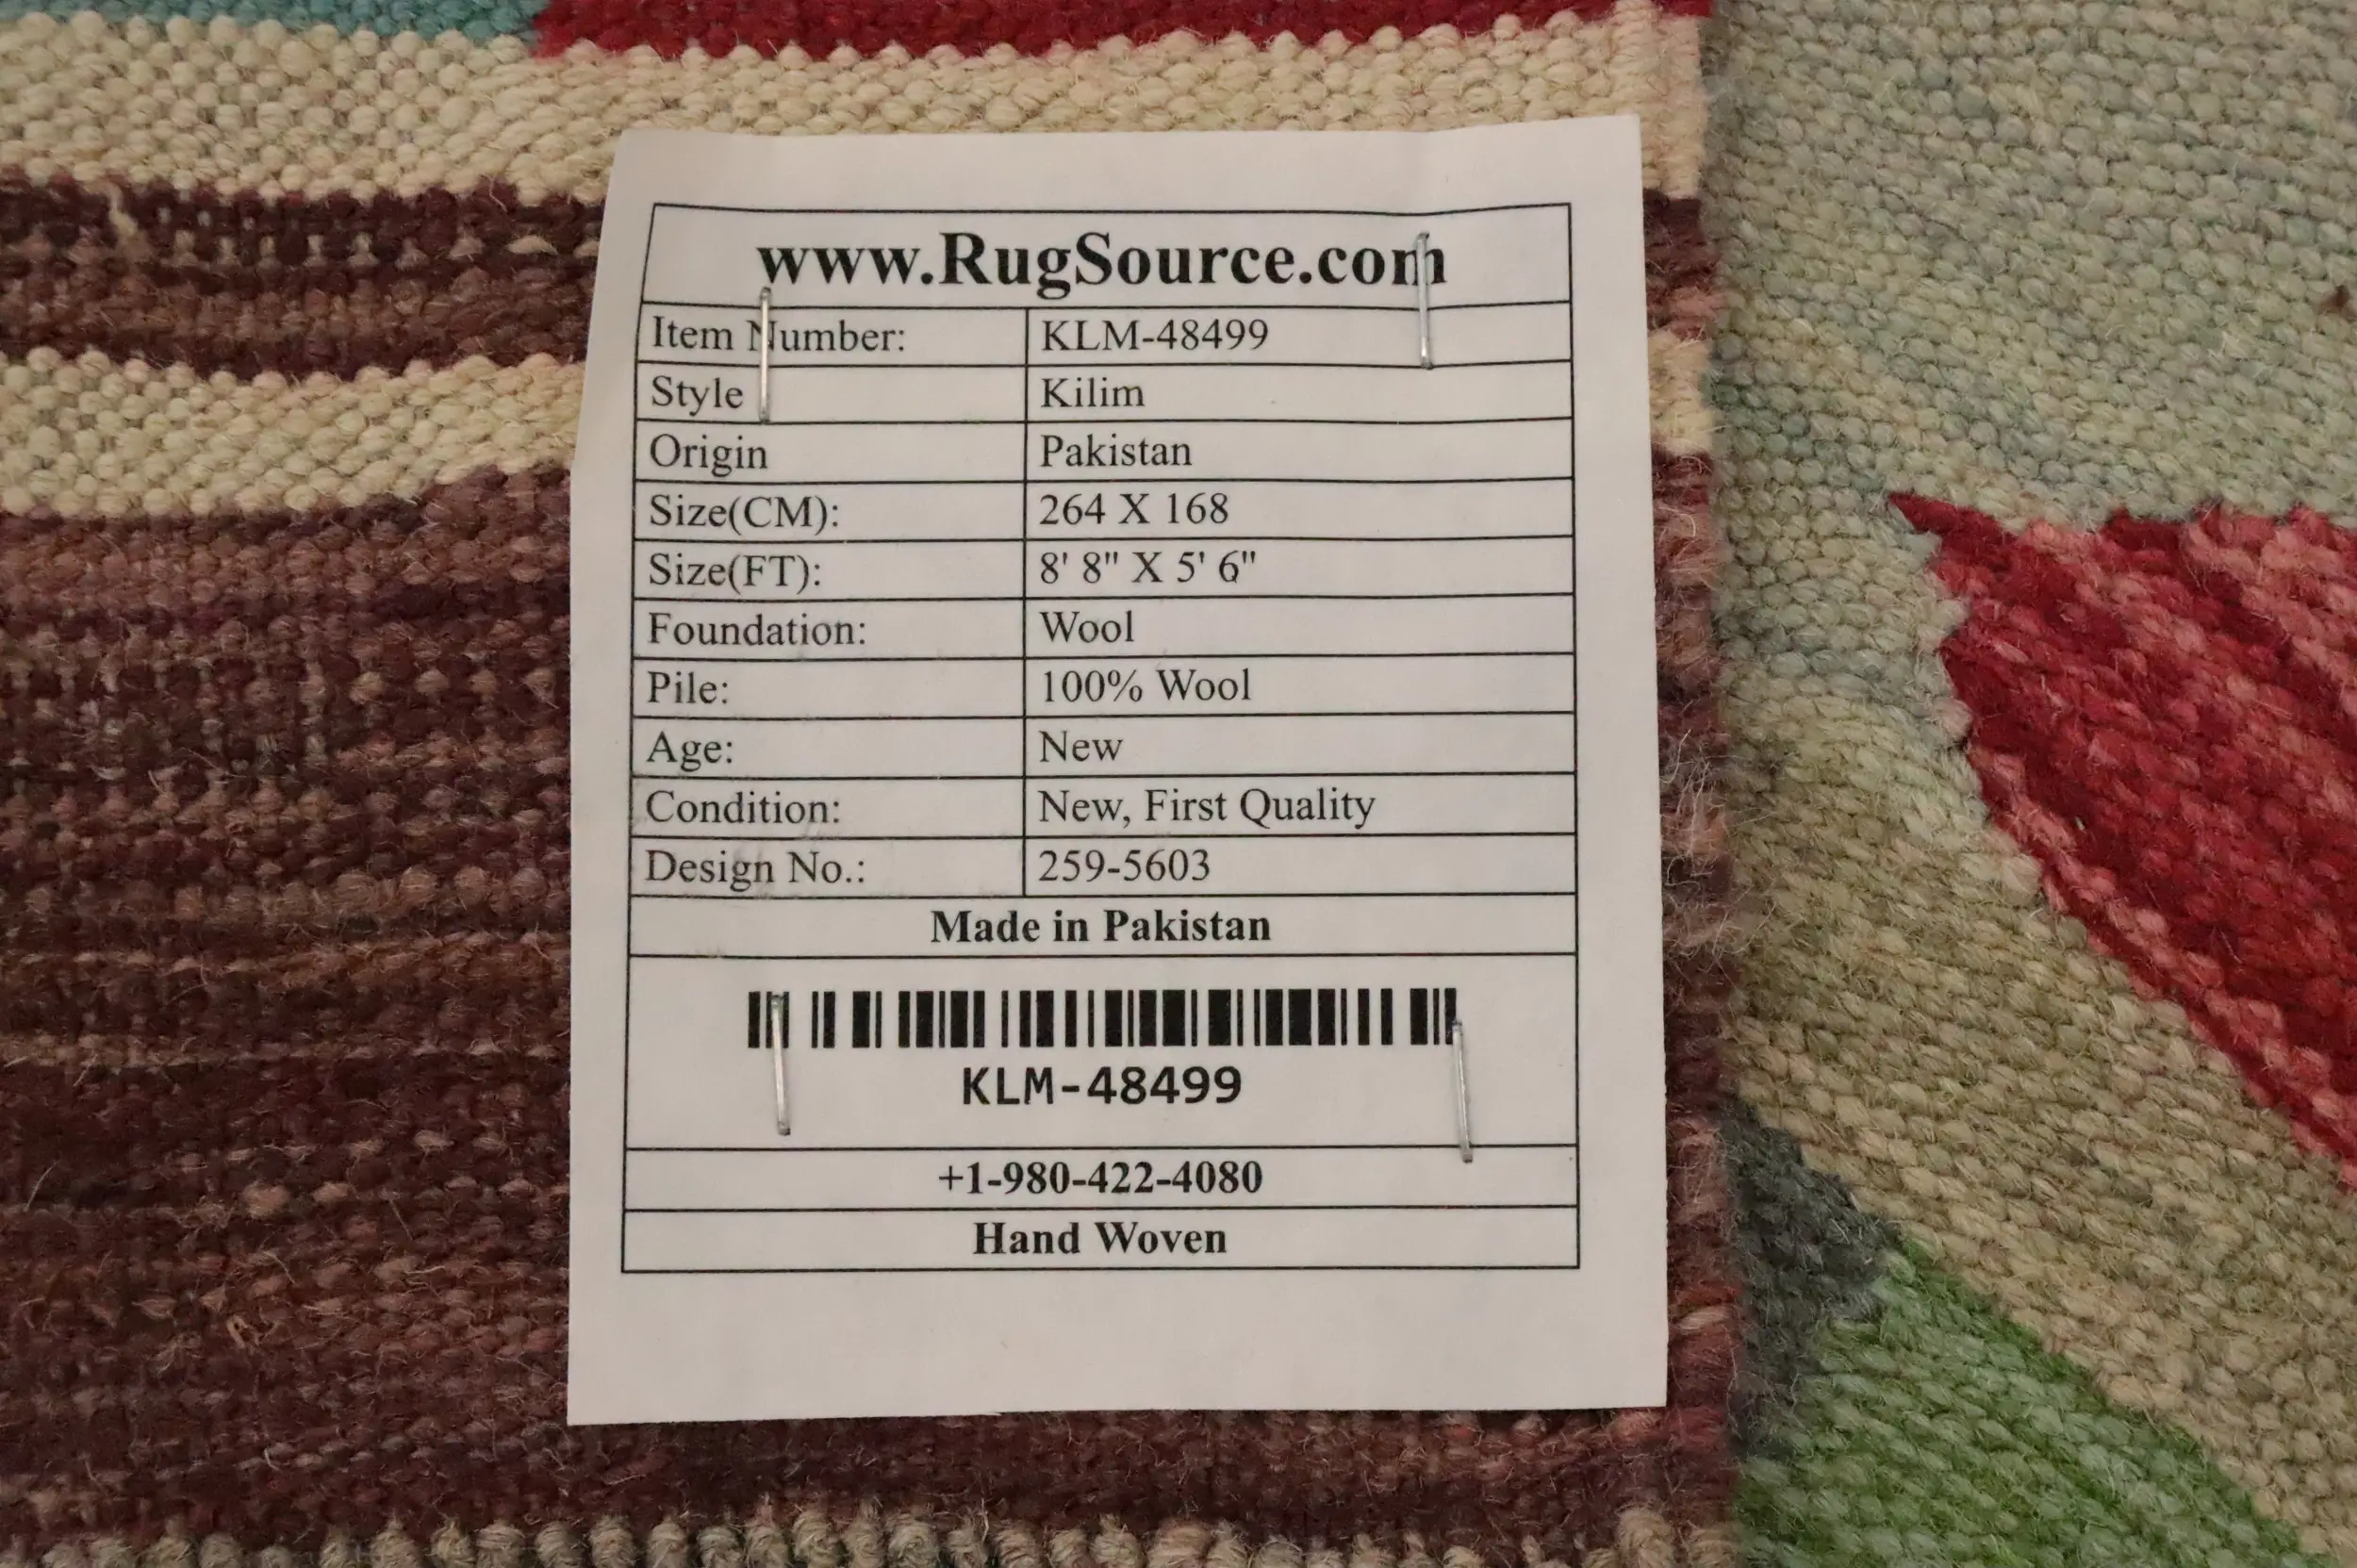 www.RugSource.com
Item Number: KLM-48499
Style Kilim
Origin Pakistan
Size(CM): 264 X 168
Size(FT): 8' 8" X 5' 6"
Foundation: Wool
Pile: 100% Wool
Age: New
Condition: New, First Quality
Design No.: 259-5603
Made in Pakistan
KLM-48499
+1-980-422-4080
Hand Woven